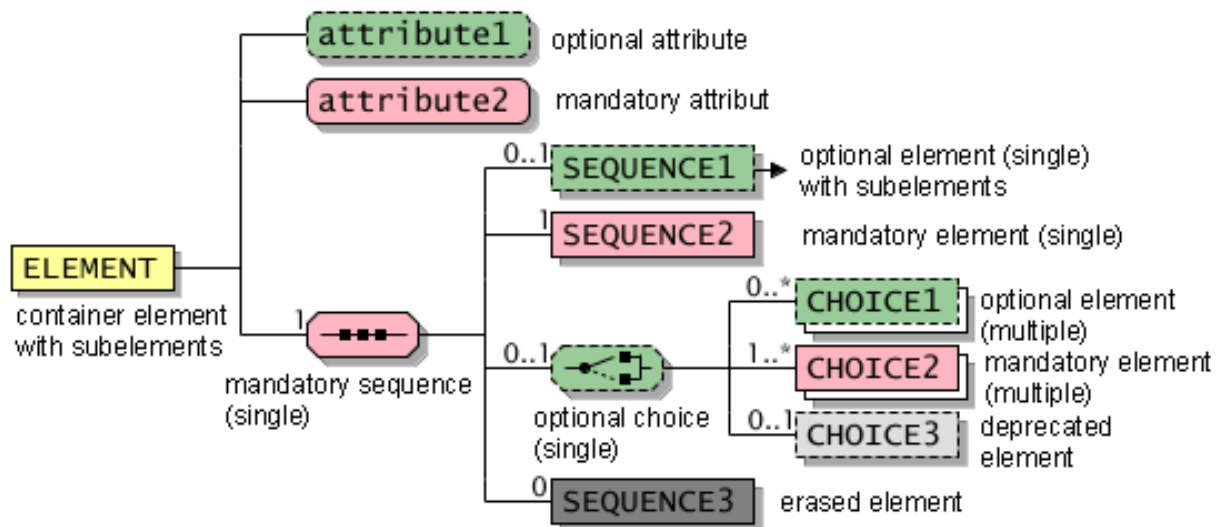 attribute1
optional attribute
attribute2
mandatory attribut
0..1
SEQUENCE1
optional element (single)
with subelements
1
SEQUENCE2
mandatory element (single)
ELEMENT
container element
with subelements
1
mandatory sequence
(single)
0..1
optional choice
(single)
0..*
CHOICE1
optional element
(multiple)
1..*
CHOICE2
mandatory element
(multiple)
0..1
CHOICE3
deprecated
element
0
SEQUENCE3
erased element